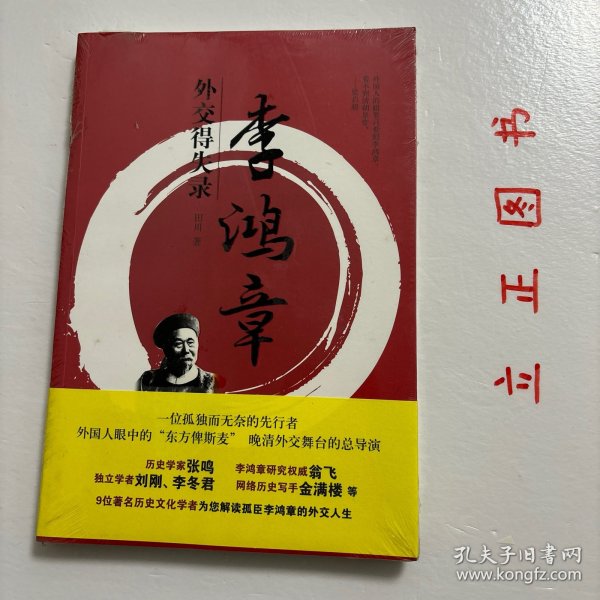 李鸿章
外交得失录
田川 著
一位孤独而无奈的先行者
外国人眼中的“东方俾斯麦” 晚清外交舞台的总导演
历史学家张鸣 李鸿章研究权威翁飞
独立学者刘刚、李冬君 网络历史写手金满楼 等
9位著名历史文化学者为您解读孤臣李鸿章的外交人生
立正图书
孔夫子旧书网
www.kongfz.com